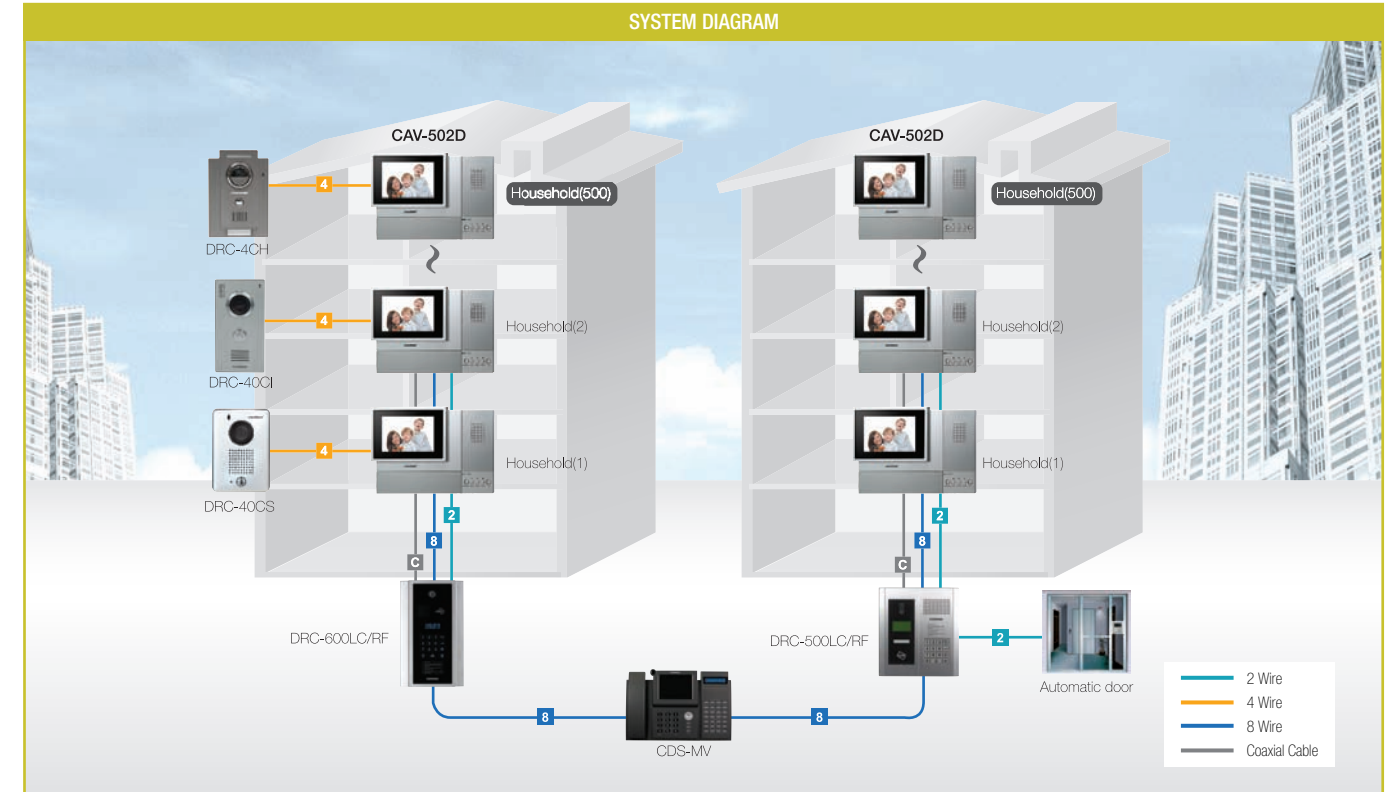 SYSTEM DIAGRAM
CAV-502D
CAV-502D
4
Household(500)
Household(500)
DRC-4CH
4
Household(2)
Household(2)
DRC-40CI
4
Household(1)
Household(1)
DRC-40CS
2
2
8
8
C
C
DRC-600LC/RF
DRC-500LC/RF
2
Automatic door
8
8
CDS-MV
2 Wire
4 Wire
8 Wire
Coaxial Cable